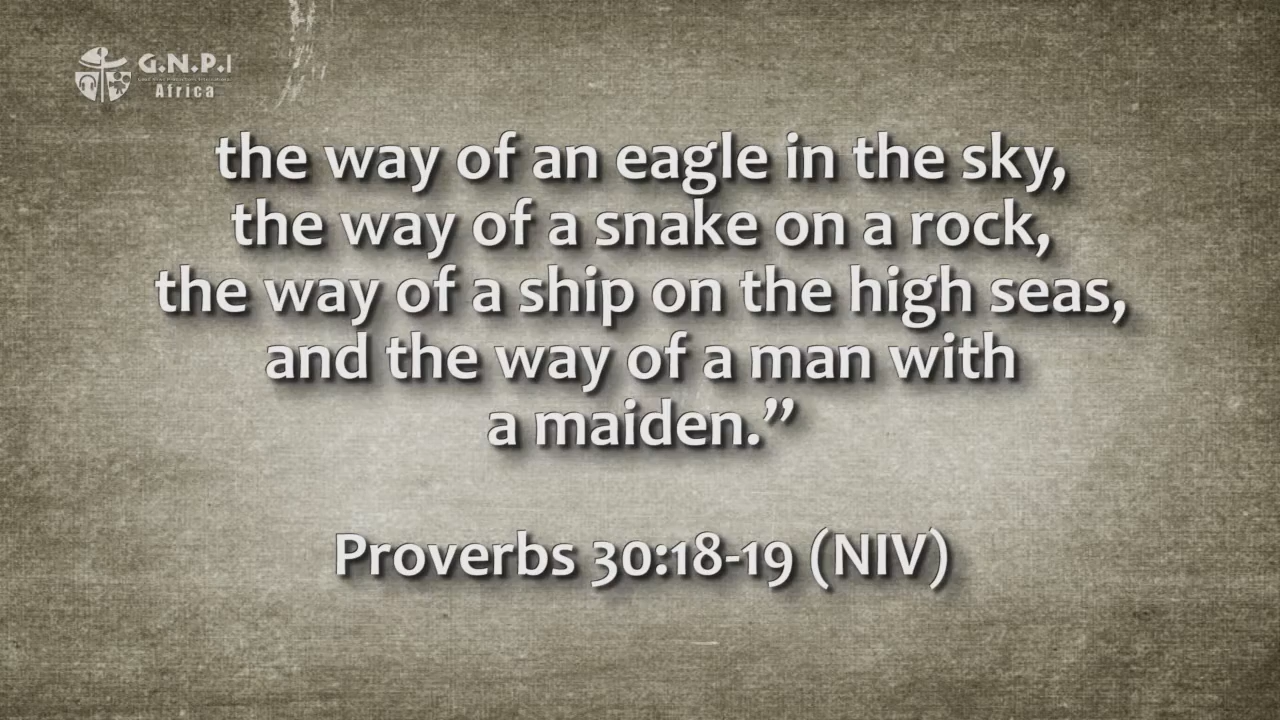 G.N.P.I
Africa
the way of an eagle in the sky,
the way of a snake on a rock,
the way of a ship on the high seas,
and the way of a man with
a maiden.”
Proverbs 30:18-19 (NIV)